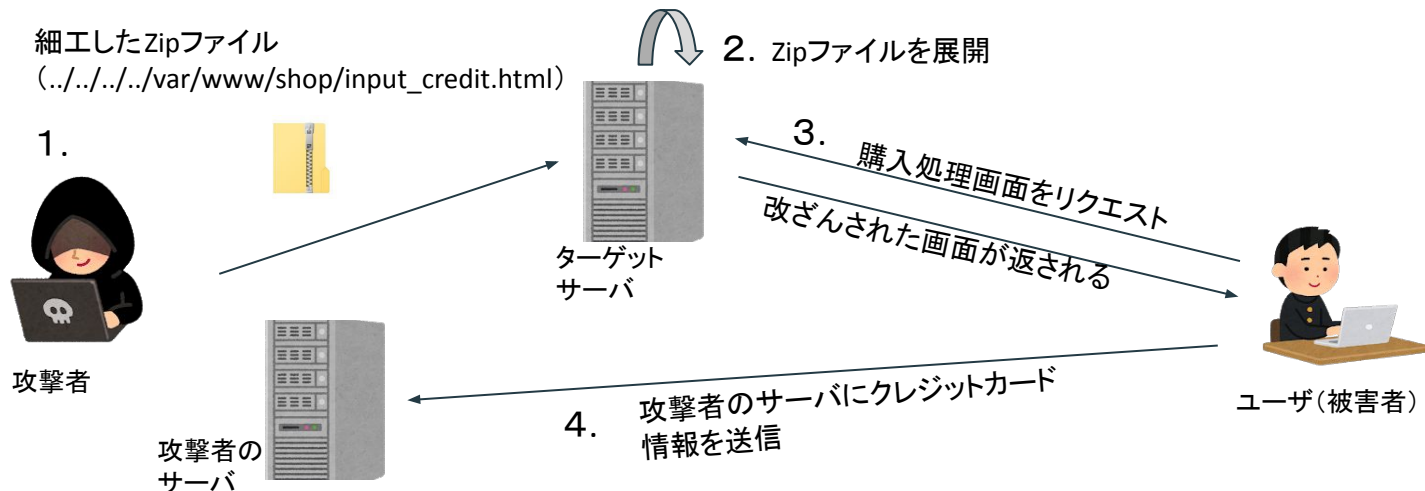 細工したZipファイル
（../../../../var/www/shop/input_credit.html）
1.
2. Zipファイルを展開
3. 購入処理画面をリクエスト
改ざんされた画面が返される
ターゲット
サーバ
攻撃者
ユーザ（被害者）
4. 攻撃者のサーバにクレジットカード
情報を送信
攻撃者の
サーバ